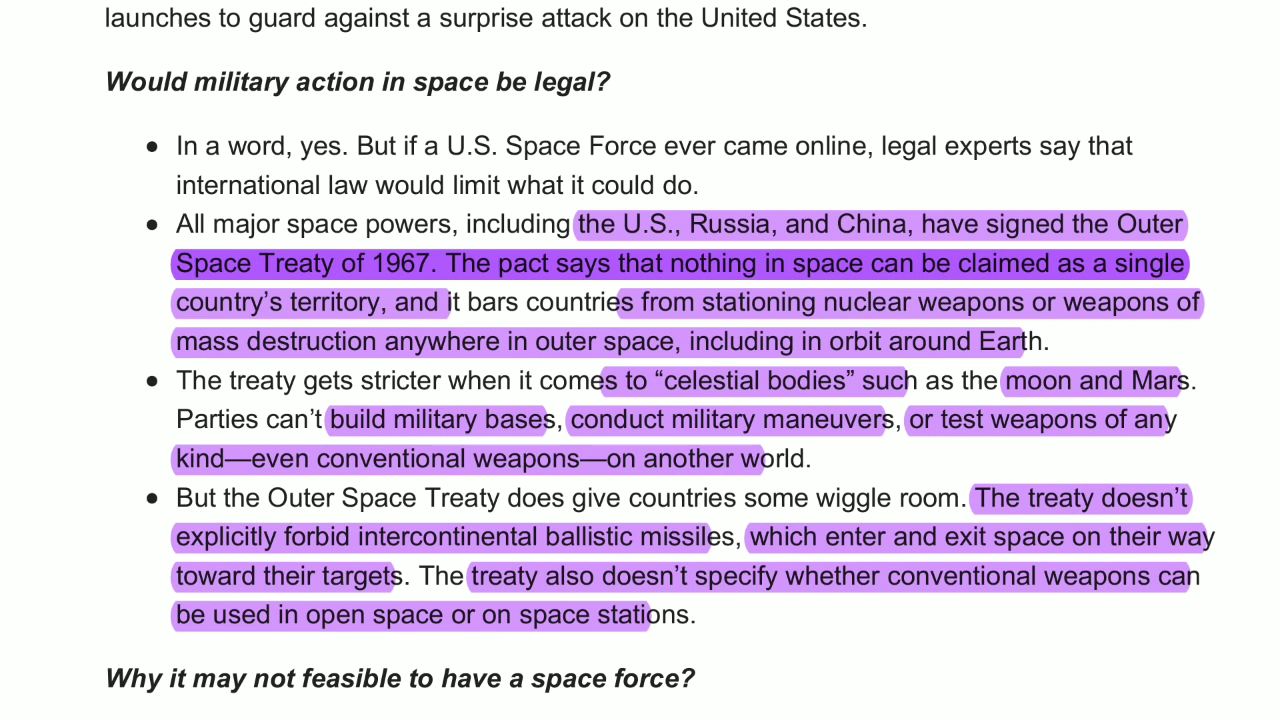 launches to guard against a surprise attack on the United States.
Would military action in space be legal?
● In a word, yes. But if a U.S. Space Force ever came online, legal experts say that
international law would limit what it could do.
● All major space powers, including the U.S., Russia, and China, have signed the Outer
Space Treaty of 1967. The pact says that nothing in space can be claimed as a single
country’s territory, and it bars countries from stationing nuclear weapons or weapons of
mass destruction anywhere in outer space, including in orbit around Earth.
● The treaty gets stricter when it comes to “celestial bodies” such as the moon and Mars.
Parties can’t build military bases, conduct military maneuvers, or test weapons of any
kind—even conventional weapons—on another world.
● But the Outer Space Treaty does give countries some wiggle room. The treaty doesn’t
explicitly forbid intercontinental ballistic missiles, which enter and exit space on their way
toward their targets. The treaty also doesn’t specify whether conventional weapons can
be used in open space or on space stations.
Why it may not feasible to have a space force?